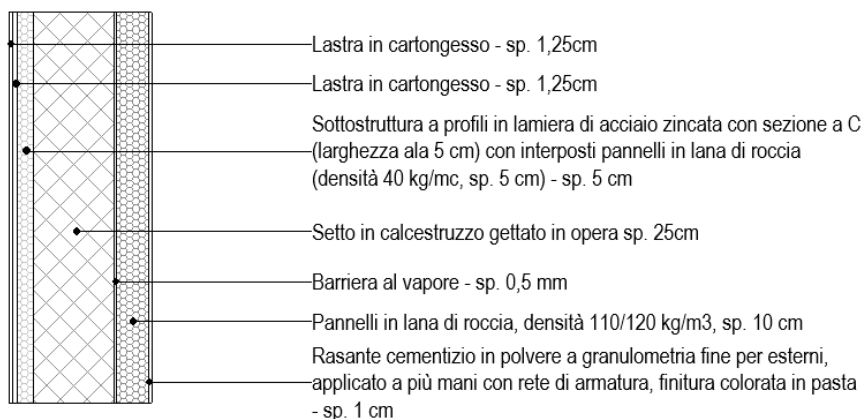 Lastra in cartongesso - sp. 1,25cm
Lastra in cartongesso - sp. 1,25cm
Sottostruttura a profili in lamiera di acciaio zincata con sezione a C
(larghezza ala 5 cm) con interposti pannelli in lana di roccia
(densità 40 kg/mc, sp. 5 cm) - sp. 5 cm
Setto in calcestruzzo gettato in opera sp. 25cm
Barriera al vapore - sp. 0,5 mm
Pannelli in lana di roccia, densità 110/120 kg/m3, sp. 10 cm
Rasante cementizio in polvere a granulometria fine per esterni,
applicato a più mani con rete di armatura, finitura colorata in pasta
- sp. 1 cm